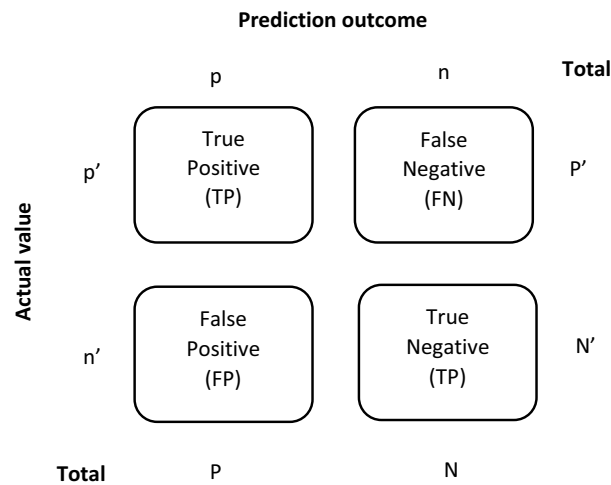 Prediction outcome
p
n
Total
Actual value
p’
True
Positive
(TP)
False
Negative
(FN)
P’
n’
False
Positive
(FP)
True
Negative
(TP)
N’
Total
P
N